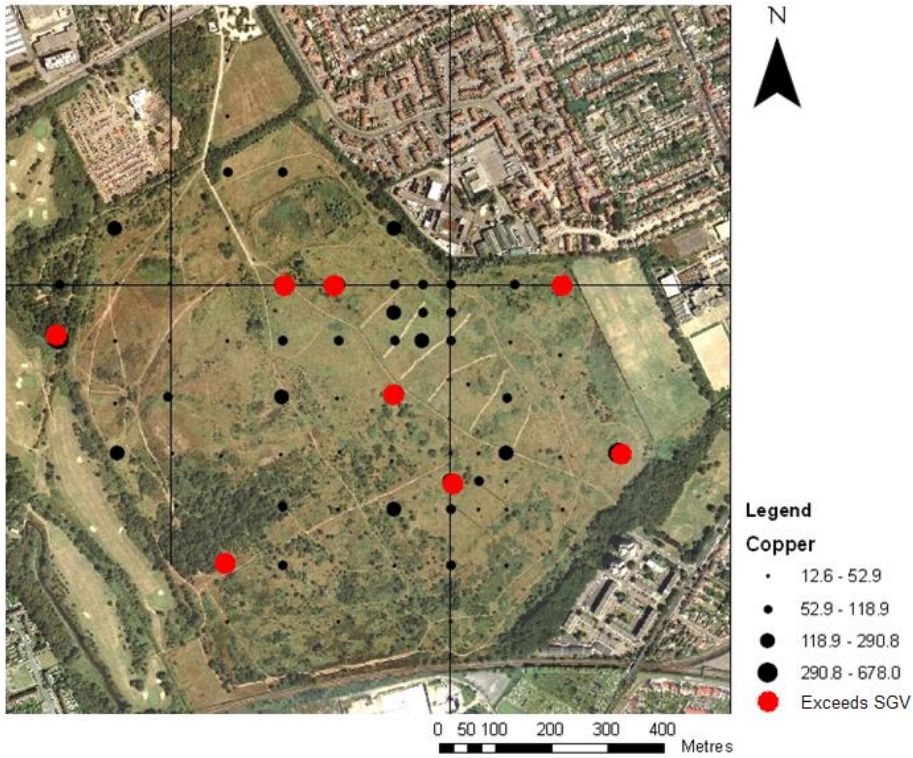 N
Legend
Copper
12.6 - 52.9
52.9 - 118.9
118.9 - 290.8
290.8 - 678.0
Exceeds SGV
0 50 100 200 300 400
Metres